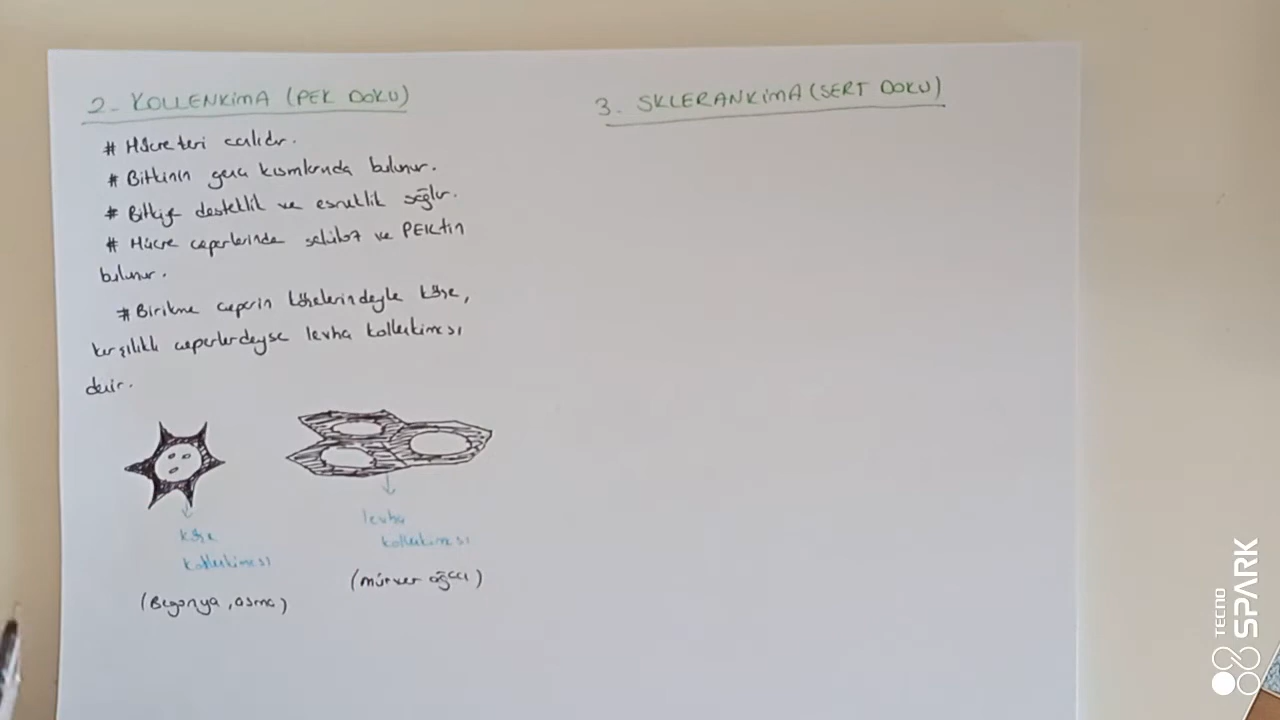 2- KOLLENKİMA (PEK DOKU)
# Hücreleri canlıdır.
# Bitkinin genç kısımlarında bulunur.
# Bitkiye desteklik ve esneklik sağlar.
# Hücre çeperlerinde selüloz ve PEKtin
bulunur.
# Birikme çeperin köşelerindeyse köşe,
karşılıklı çeperlerdeyse levha kollenkiması
denir.
köşe
kollenkiması
(Begonya, asma)
levha
kollenkiması
(mürver ağacı)
3. SKLERANKİMA (SERT DOKU)
TECNO
SPARK